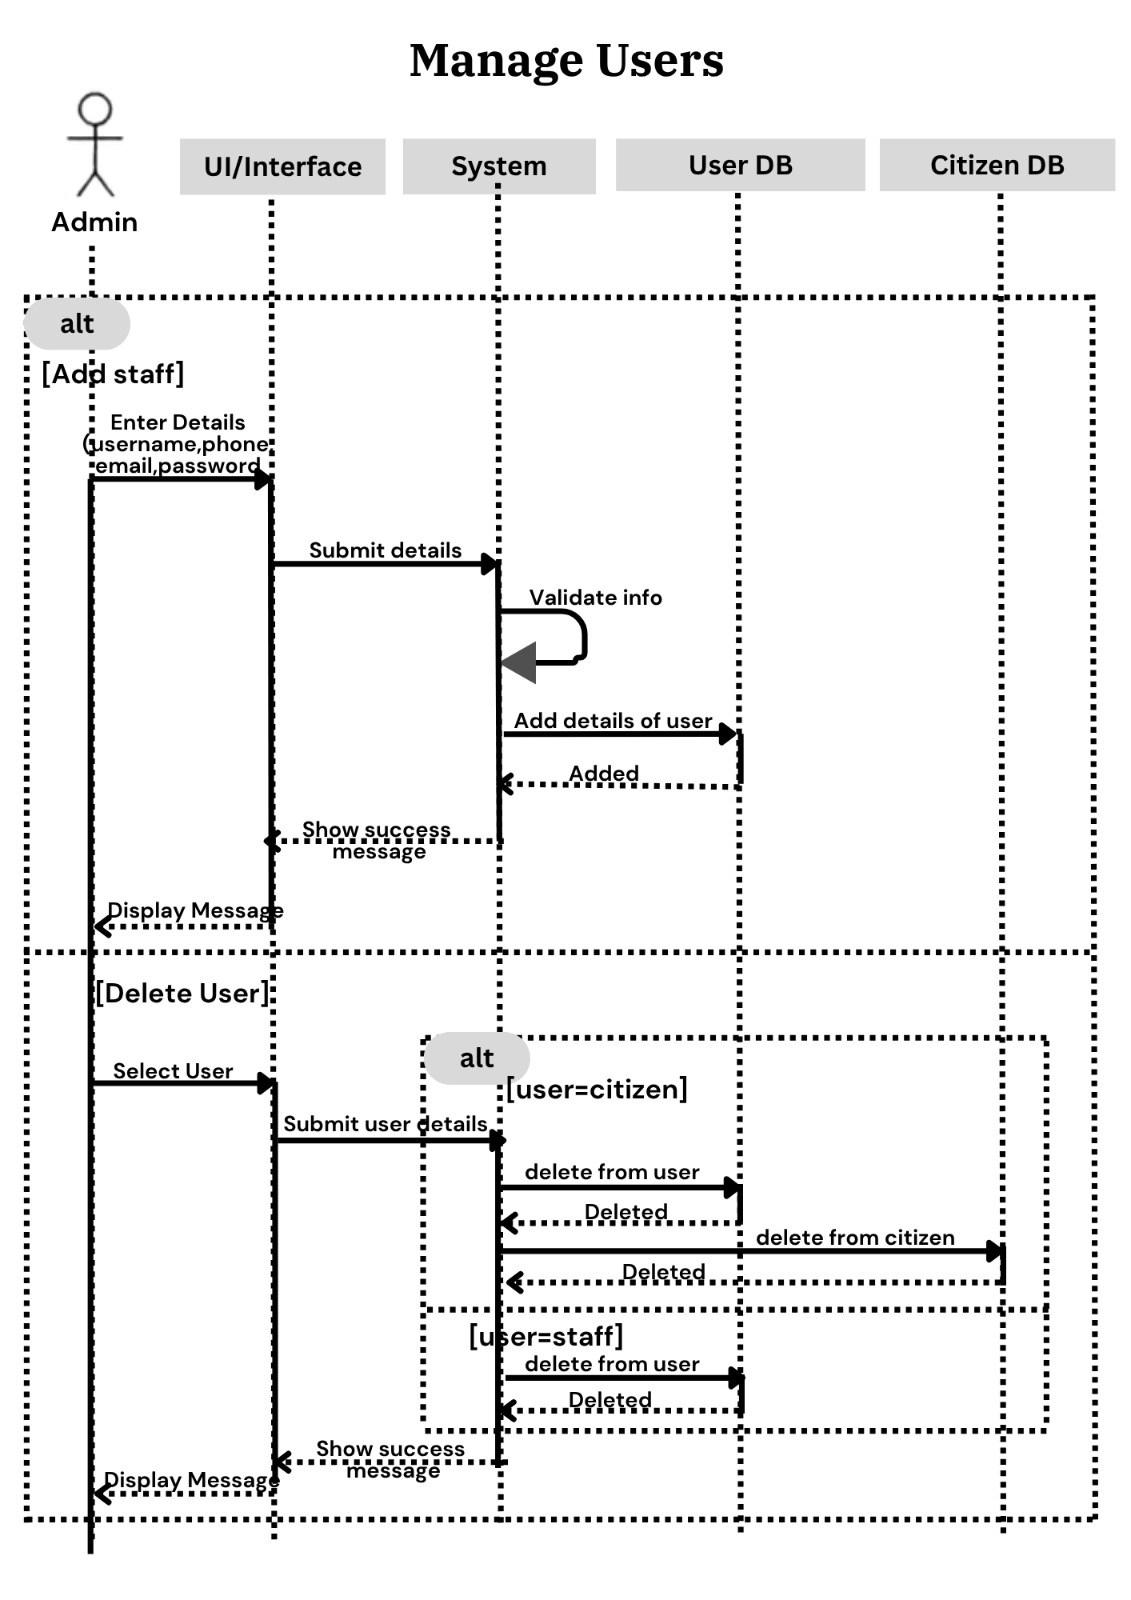 Manage Users
Admin
UI/Interface
System
User DB
Citizen DB
alt
[Add staff]
Enter Details
(username,phone,
email,password
Submit details
Validate info
Add details of user
Added
Show success
message
Display Message
[Delete User]
alt
[user=citizen]
Select User
Submit user details
delete from user
Deleted
delete from citizen
Deleted
[user=staff]
delete from user
Deleted
Show success
message
Display Message